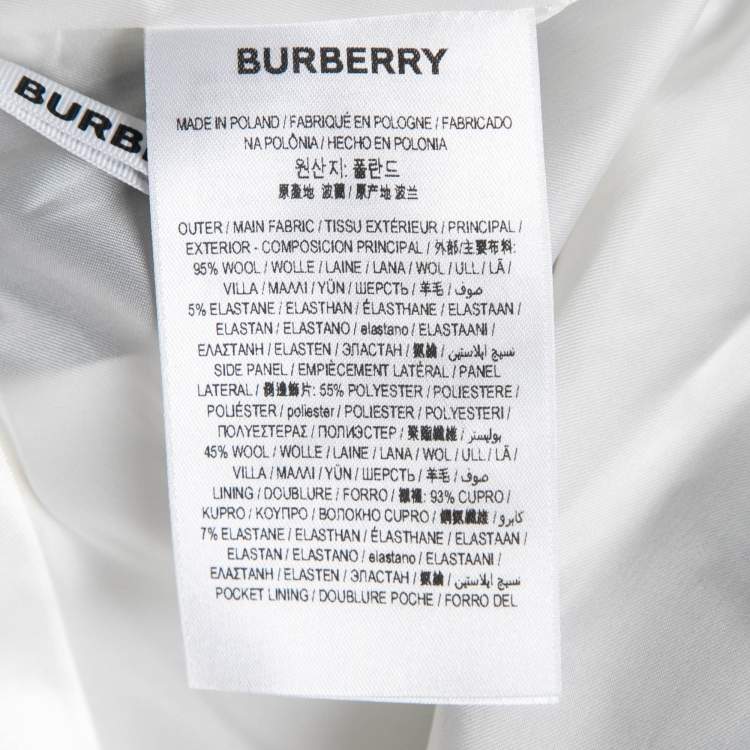 BURBERRY
BURB
MADE IN POLAND / FABRIQUÉ EN POLOGNE / FABRICADO
NA POLÔNIA / HECHO EN POLONIA
원산지: 폴란드
原產地 波蘭 / 原产地 波兰
OUTER / MAIN FABRIC / TISSU EXTÉRIEUR / PRINCIPAL /
EXTERIOR - COMPOSICION PRINCIPAL / 外部/主要布料:
95% WOOL / WOLLE / LAINE / LANA / WOL / ULL / LÃ /
VILLA / ΜΑΛΛΙ / YÜN / ШЕРСТЬ / 羊毛 / صوف /
5% ELASTANE / ELASTHAN / ÉLASTHANE / ELASTAAN /
ELASTAN / ELASTANO / elastano / ELASTAANI /
ΕΛΑΣΤΑΝΗ / ELASTEN / ЭЛАСТАН / 氨綸 / نسيج ايلاستين /
SIDE PANEL / EMPIÈCEMENT LATÉRAL / PANEL
LATERAL / 側邊飾片: 55% POLYESTER / POLIESTERE /
POLIÉSTER / poliester / POLIESTER / POLYESTERI /
ΠΟΛΥΕΣΤΕΡΑΣ / ПОЛИЭСТЕР / 聚酯纖維 / بوليستر /
45% WOOL / WOLLE / LAINE / LANA / WOL / ULL / LÃ /
VILLA / ΜΑΛΛΙ / YÜN / ШЕРСТЬ / 羊毛 / صوف /
LINING / DOUBLURE / FORRO / 襯裡: 93% CUPRO /
KUPRO / ΚΟΥΠΡΟ / ВОЛОКНО CUPRO / 銅氨纖維 / كابرو /
7% ELASTANE / ELASTHAN / ÉLASTHANE / ELASTAAN /
ELASTAN / ELASTANO / elastano / ELASTAANI /
ΕΛΑΣΤΑΝΗ / ELASTEN / ЭЛАСТАН / 氨綸 / نسيج ايلاستين /
POCKET LINING / DOUBLURE POCHE / FORRO DEL